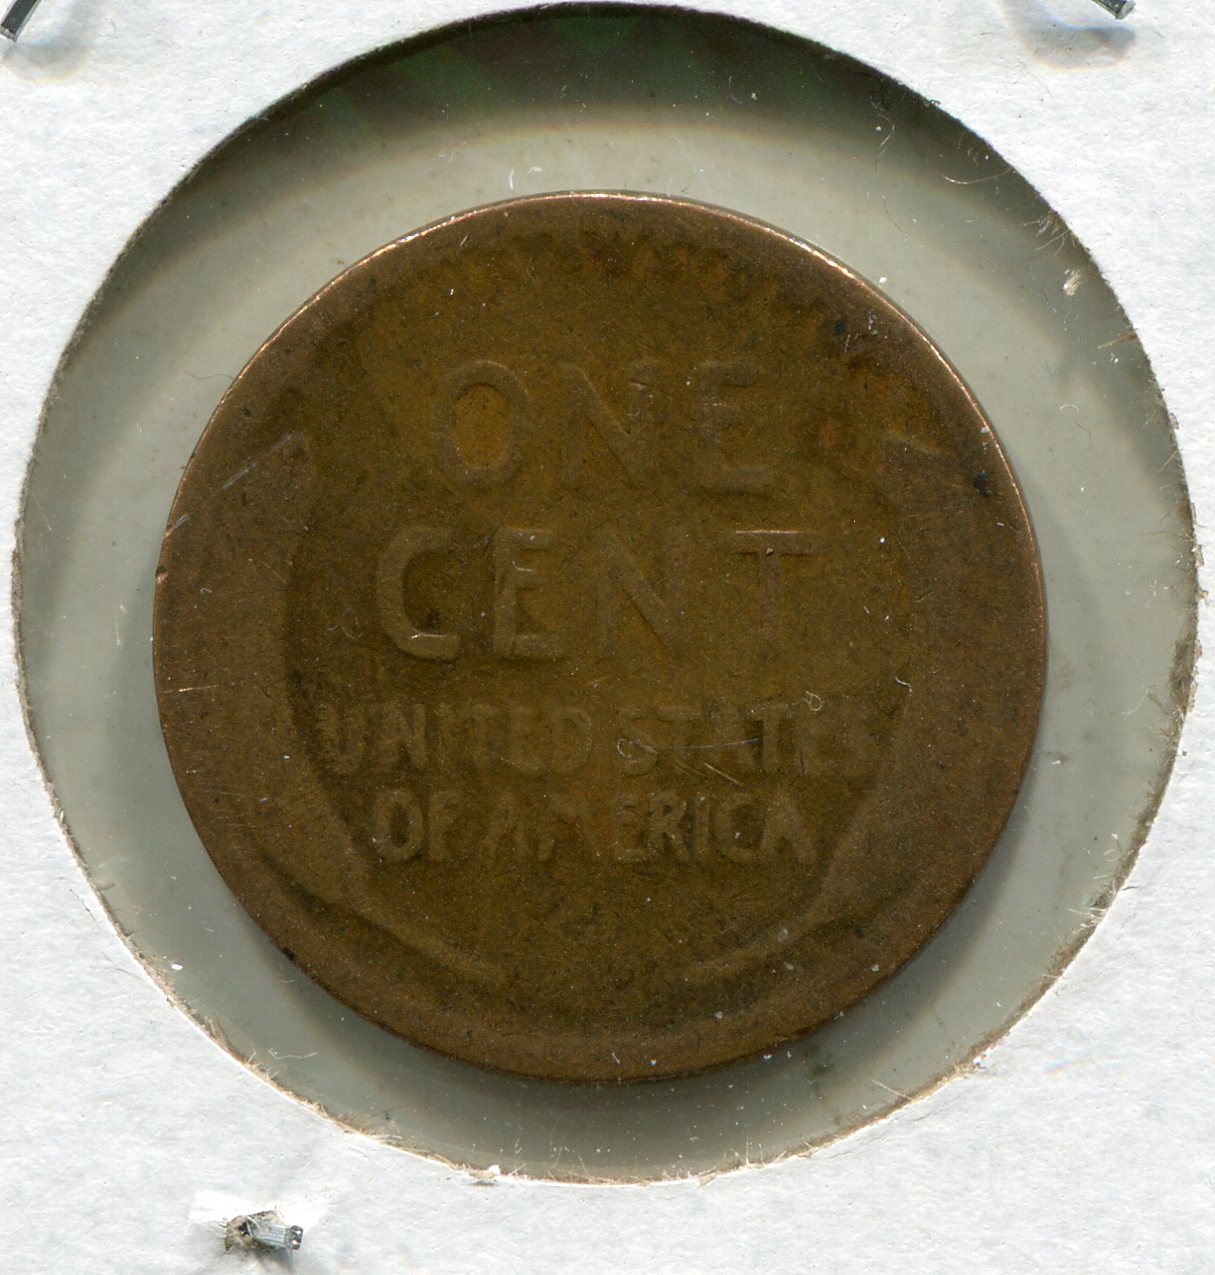 ONE
CENT
UNITED STATES
OF AMERICA